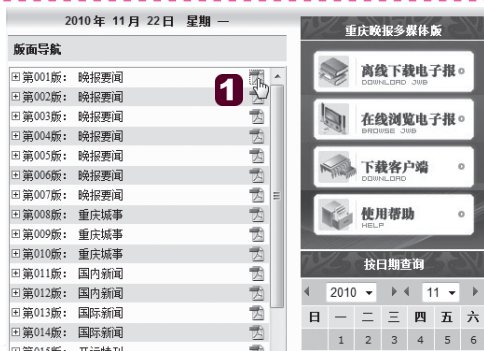 2010年 11月 22日 星期 一
版面导航
第001版： 晚报要闻
第002版： 晚报要闻
第003版： 晚报要闻
第004版： 晚报要闻
第005版： 晚报要闻
第006版： 晚报要闻
第007版： 晚报要闻
第008版： 重庆城事
第009版： 重庆城事
第010版： 重庆城事
第011版： 国内新闻
第012版： 国内新闻
第013版： 国际新闻
第014版： 国际新闻
1
重庆晚报多媒体版
离线下载电子报
DOWNLOAD JWB
在线浏览电子报
BROWSE JWB
下载客户端
DOWNLOAD
使用帮助
HELP
按日期查询
2010 11
日 一 二 三 四 五 六
1 2 3 4 5 6